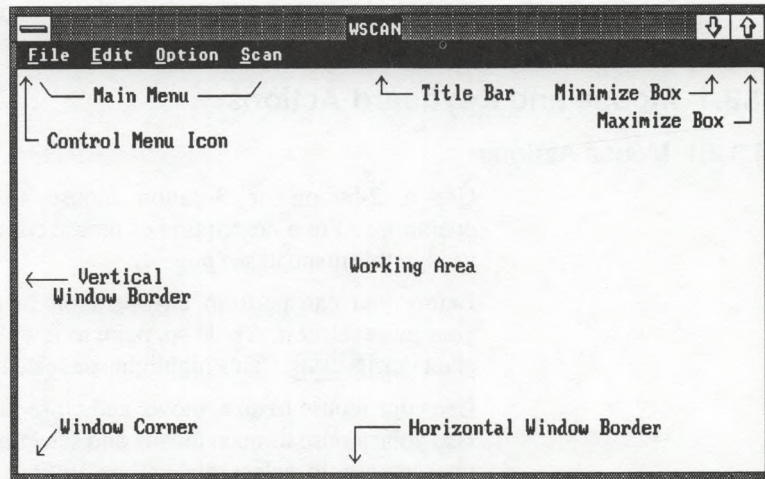 WSCAN
File Edit Option Scan
Main Menu
Title Bar
Minimize Box
Maximize Box
Control Menu Icon
Working Area
Vertical
Window Border
Window Corner
Horizontal Window Border